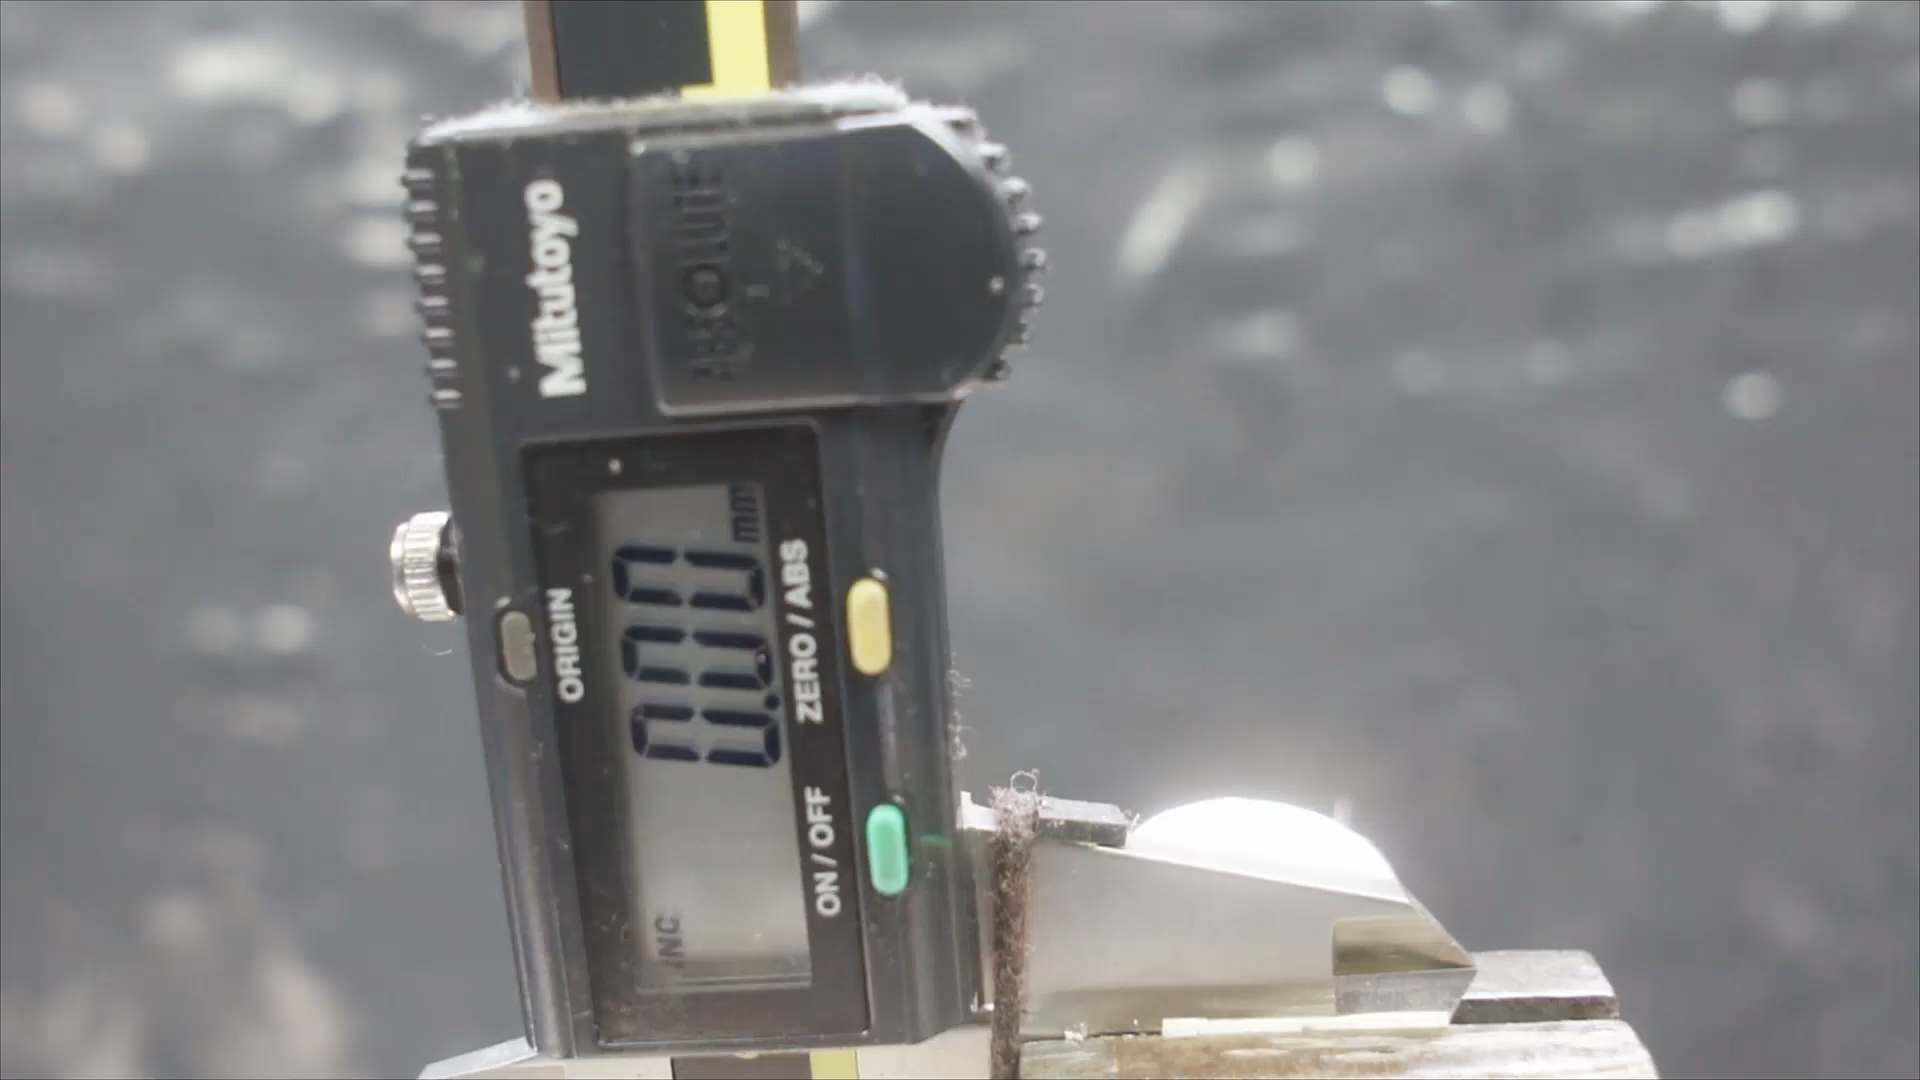 Mitutoyo
ABSOLUTE
ORIGIN
INC 0.00 mm
ON/OFF ZERO/ABS